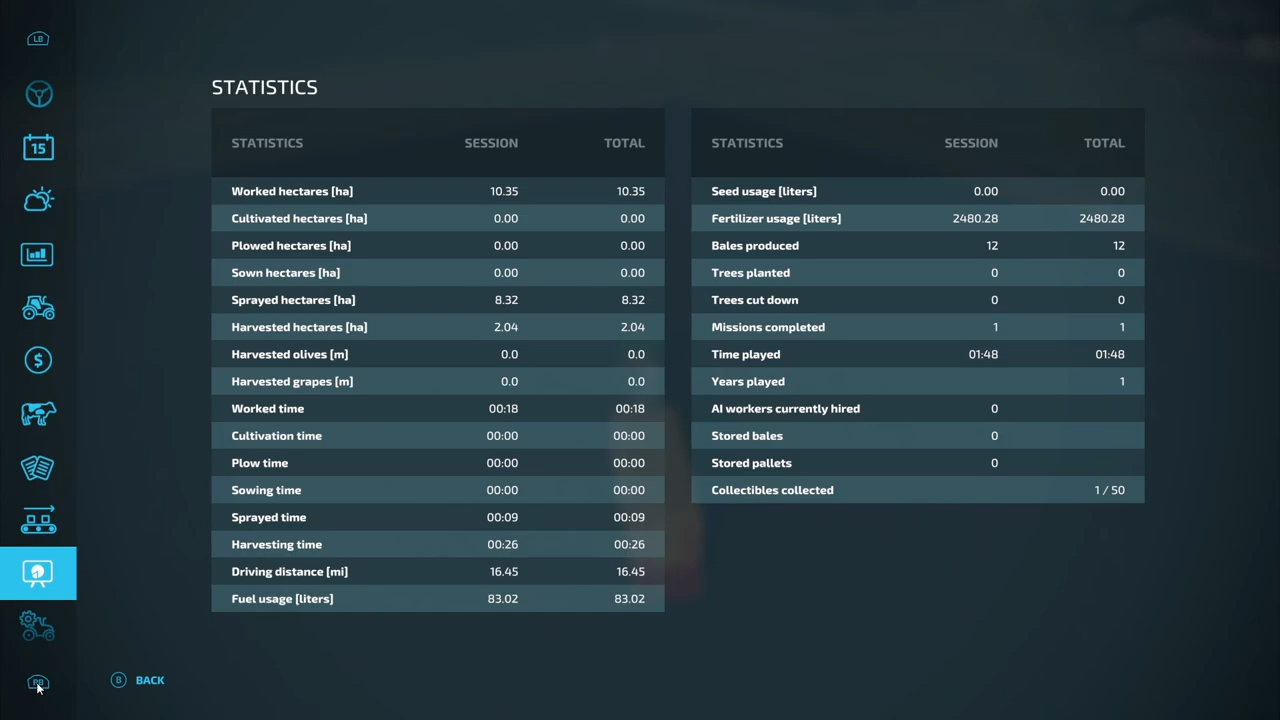 LB
15
STATISTICS
STATISTICS SESSION TOTAL
Worked hectares [ha] 10.35 10.35
Cultivated hectares [ha] 0.00 0.00
Plowed hectares [ha] 0.00 0.00
Sown hectares [ha] 0.00 0.00
Sprayed hectares [ha] 8.32 8.32
Harvested hectares [ha] 2.04 2.04
Harvested olives [m] 0.0 0.0
Harvested grapes [m] 0.0 0.0
Worked time 00:18 00:18
Cultivation time 00:00 00:00
Plow time 00:00 00:00
Sowing time 00:00 00:00
Sprayed time 00:09 00:09
Harvesting time 00:26 00:26
Driving distance [mi] 16.45 16.45
Fuel usage [liters] 83.02 83.02
STATISTICS SESSION TOTAL
Seed usage [liters] 0.00 0.00
Fertilizer usage [liters] 2480.28 2480.28
Bales produced 12 12
Trees planted 0 0
Trees cut down 0 0
Missions completed 1 1
Time played 01:48 01:48
Years played 1
AI workers currently hired 0
Stored bales 0
Stored pallets 0
Collectibles collected 1 / 50
$
RB
B BACK